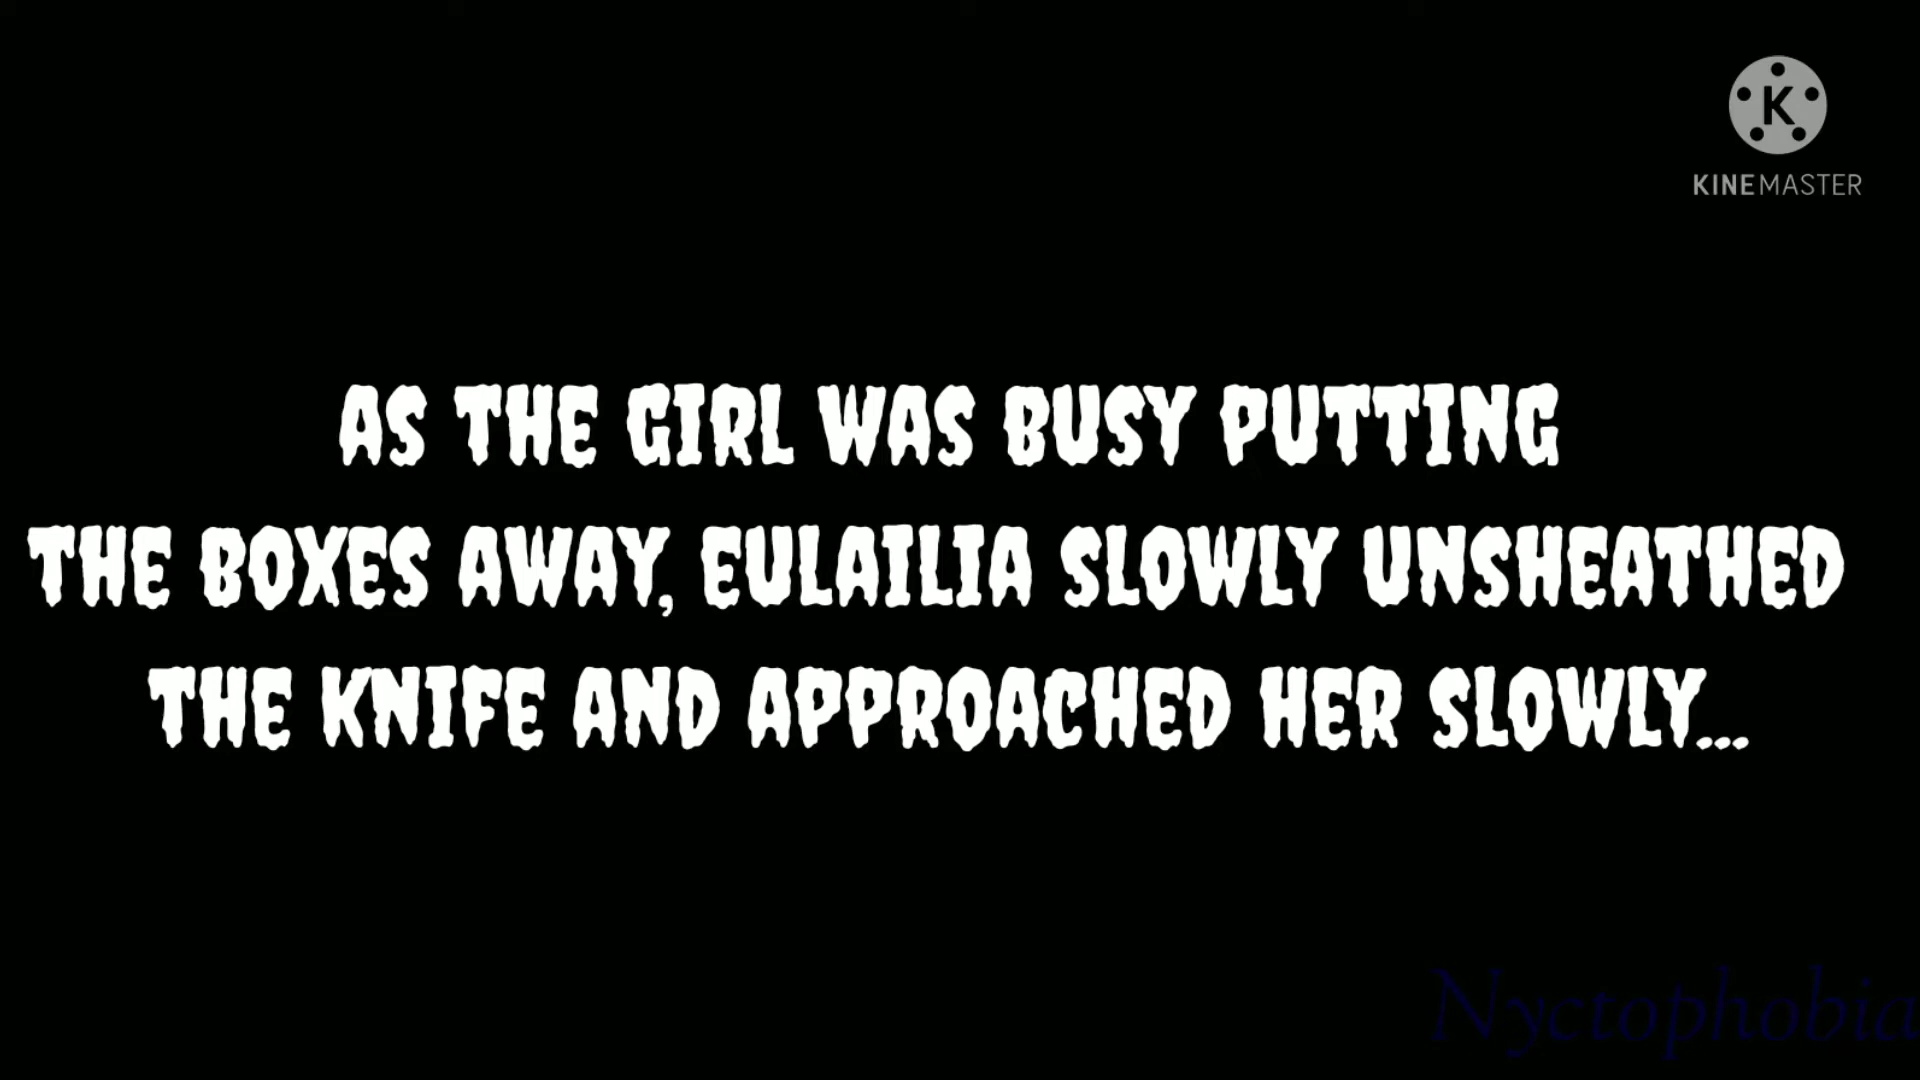 K
KINEMASTER
AS THE GIRL WAS BUSY PUTTING
THE BOXES AWAY, EULAILIA SLOWLY UNSHEATHED
THE KNIFE AND APPROACHED HER SLOWLY...
Nyctophobia